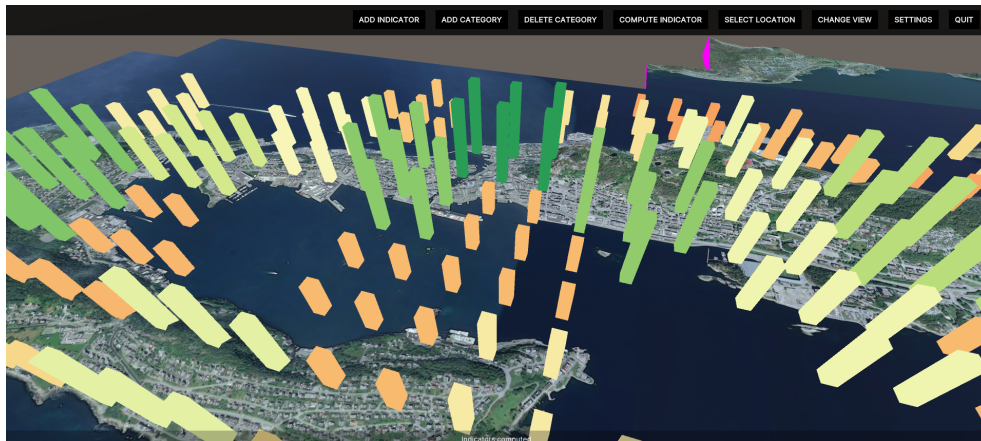 ADD INDICATOR ADD CATEGORY DELETE CATEGORY COMPUTE INDICATOR SELECT LOCATION CHANGE VIEW SETTINGS QUIT
Indicators computed